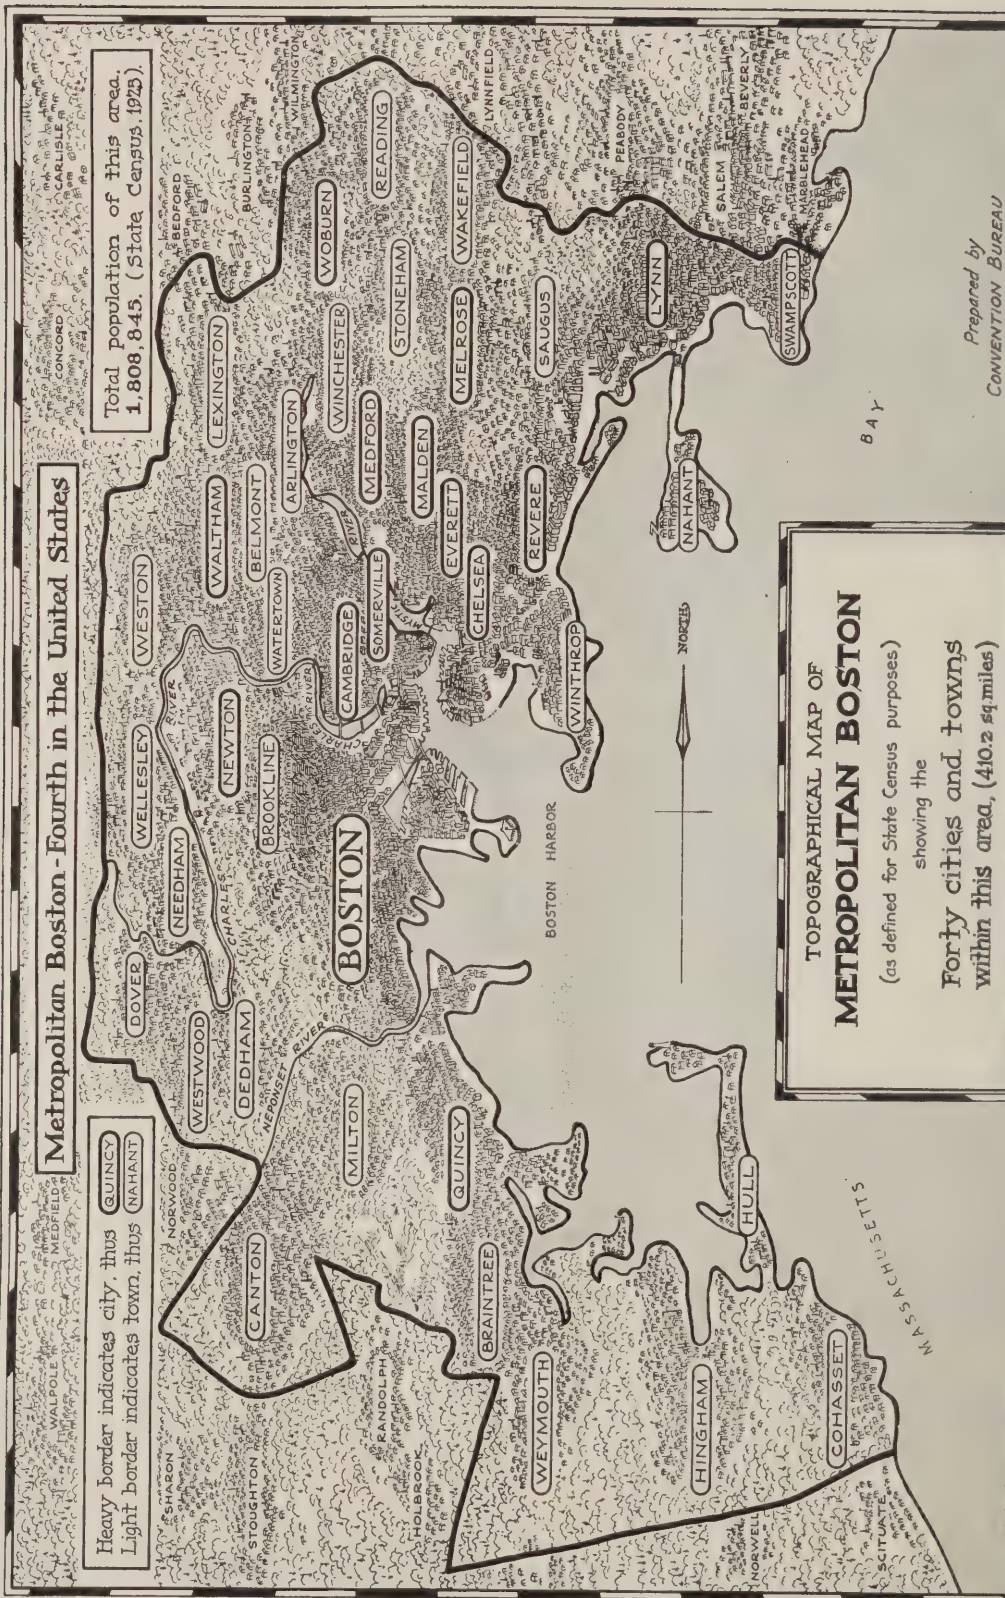 Metropolitan Boston - Fourth in the United States
Heavy border indicates city, thus QUINCY
Light border indicates town, thus NAHANT
Total population of this area.
1,808,845. (State Census. 1925).
WALPOLE
MEDFIELD
NORWOOD
SHARON
STOUGHTON
RANDOLPH
HOLBROOK
NORWELL
SCITUATE
CONCORD
CARLISLE
BEDFORD
BURLINGTON
WILMINGTON
LYNNFIELD
PEABODY
SALEM
BEVERLY
MARBLEHEAD
DOVER
WELLESLEY
WESTON
NEEDHAM
WESTWOOD
DEDHAM
CHARLES
RIVER
NEWTON
WALTHAM
LEXINGTON
BROOKLINE
WATERTOWN
BELMONT
ARLINGTON
WOBURN
WINCHESTER
READING
STONEHAM
WAKEFIELD
CANTON
NEPONSET RIVER
MILTON
BOSTON
CHARLES RIVER
CAMBRIDGE
SOMERVILLE
MYSTIC
RIVER
MEDFORD
MALDEN
MELROSE
EVERETT
CHELSEA
REVERE
SAUGUS
LYNN
SWAMPSCOTT
NAHANT
WINTHROP
QUINCY
BRAINTREE
WEYMOUTH
HINGHAM
HULL
COHASSET
BOSTON HARBOR
NORTH
MASSACHUSETTS
BAY
TOPOGRAPHICAL MAP OF
METROPOLITAN BOSTON
(as defined for State Census purposes)
showing the
Forty cities and towns
within this area, (410.2 sq. miles)
Prepared by
CONVENTION BUREAU